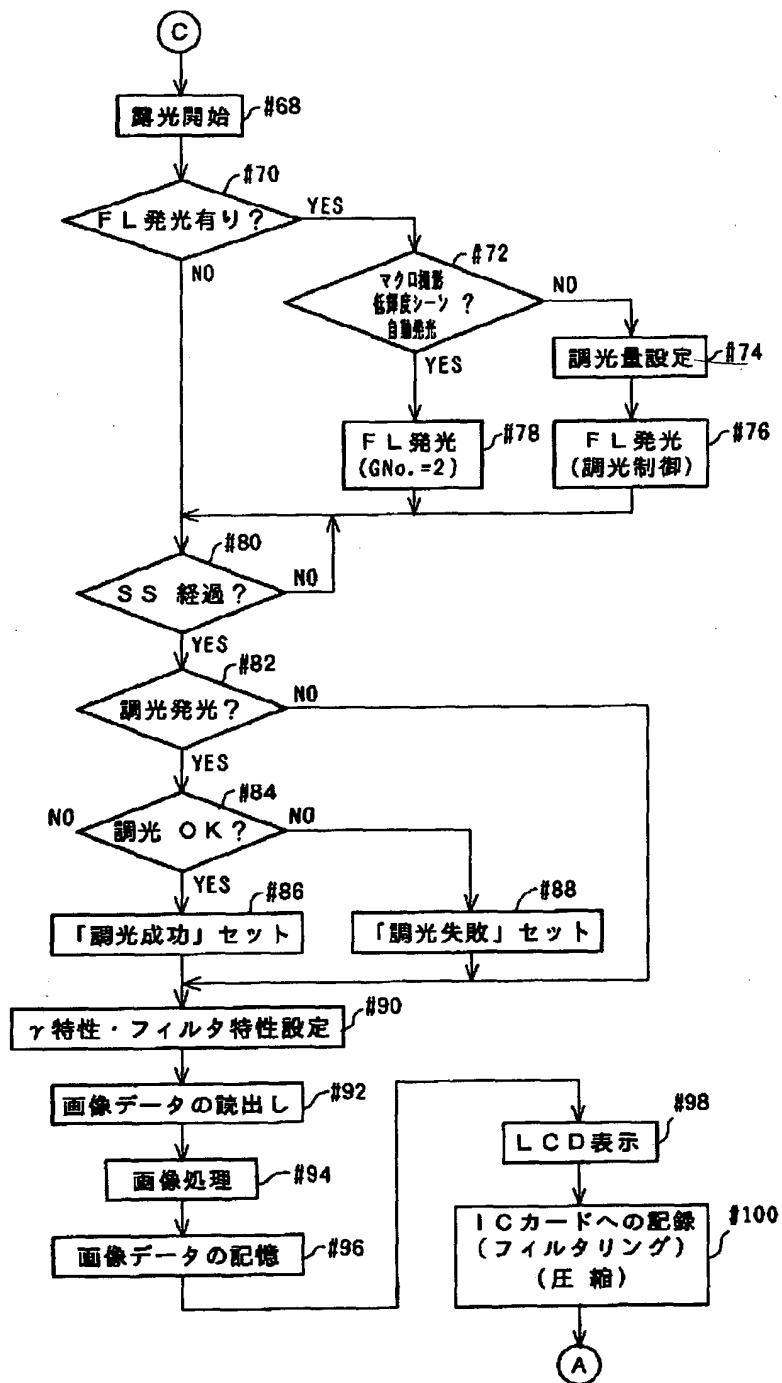 C
露光開始
#68
#70
FL発光有り?
YES
NO
#72
マクロ撮影
低輝度シーン ?
自動発光
NO
YES
調光量設定
#74
FL発光
(GNo.=2)
#78
FL発光
(調光制御)
#76
#80
SS 経過?
NO
YES
#82
調光発光?
NO
YES
#84
NO
調光 OK?
NO
YES
#86
「調光成功」セット
#88
「調光失敗」セット
γ特性・フィルタ特性設定
#90
画像データの読出し
#92
画像処理
#94
画像データの記憶
#96
#98
LCD表示
ICカードへの記録
(フィルタリング)
(圧 縮)
#100
A